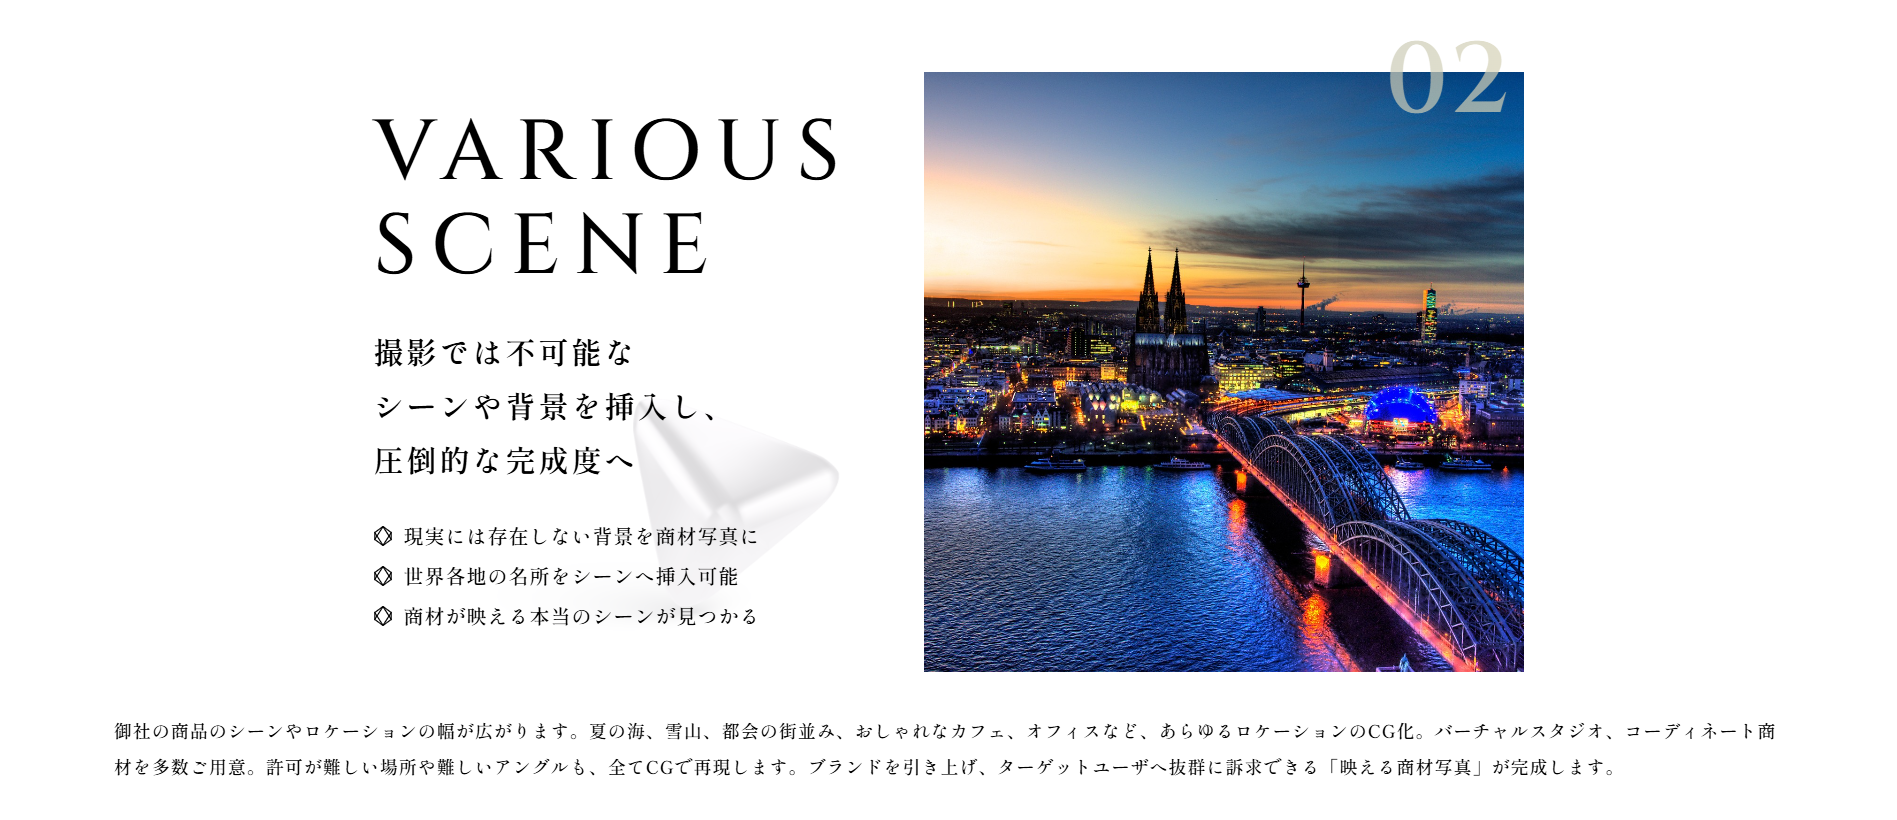 02
VARIOUS
SCENE
撮影では不可能な
シーンや背景を挿入し、
圧倒的な完成度へ
現実には存在しない背景を商材写真に
世界各地の名所をシーンへ挿入可能
商材が映える本当のシーンが見つかる
御社の商品のシーンやロケーションの幅が広がります。夏の海、雪山、都会の街並み、おしゃれなカフェ、オフィスなど、あらゆるロケーションのCG化。バーチャルスタジオ、コーディネート商
材を多数ご用意。許可が難しい場所や難しいアングルも、全てCGで再現します。ブランドを引き上げ、ターゲットユーザへ抜群に訴求できる「映える商材写真」が完成します。